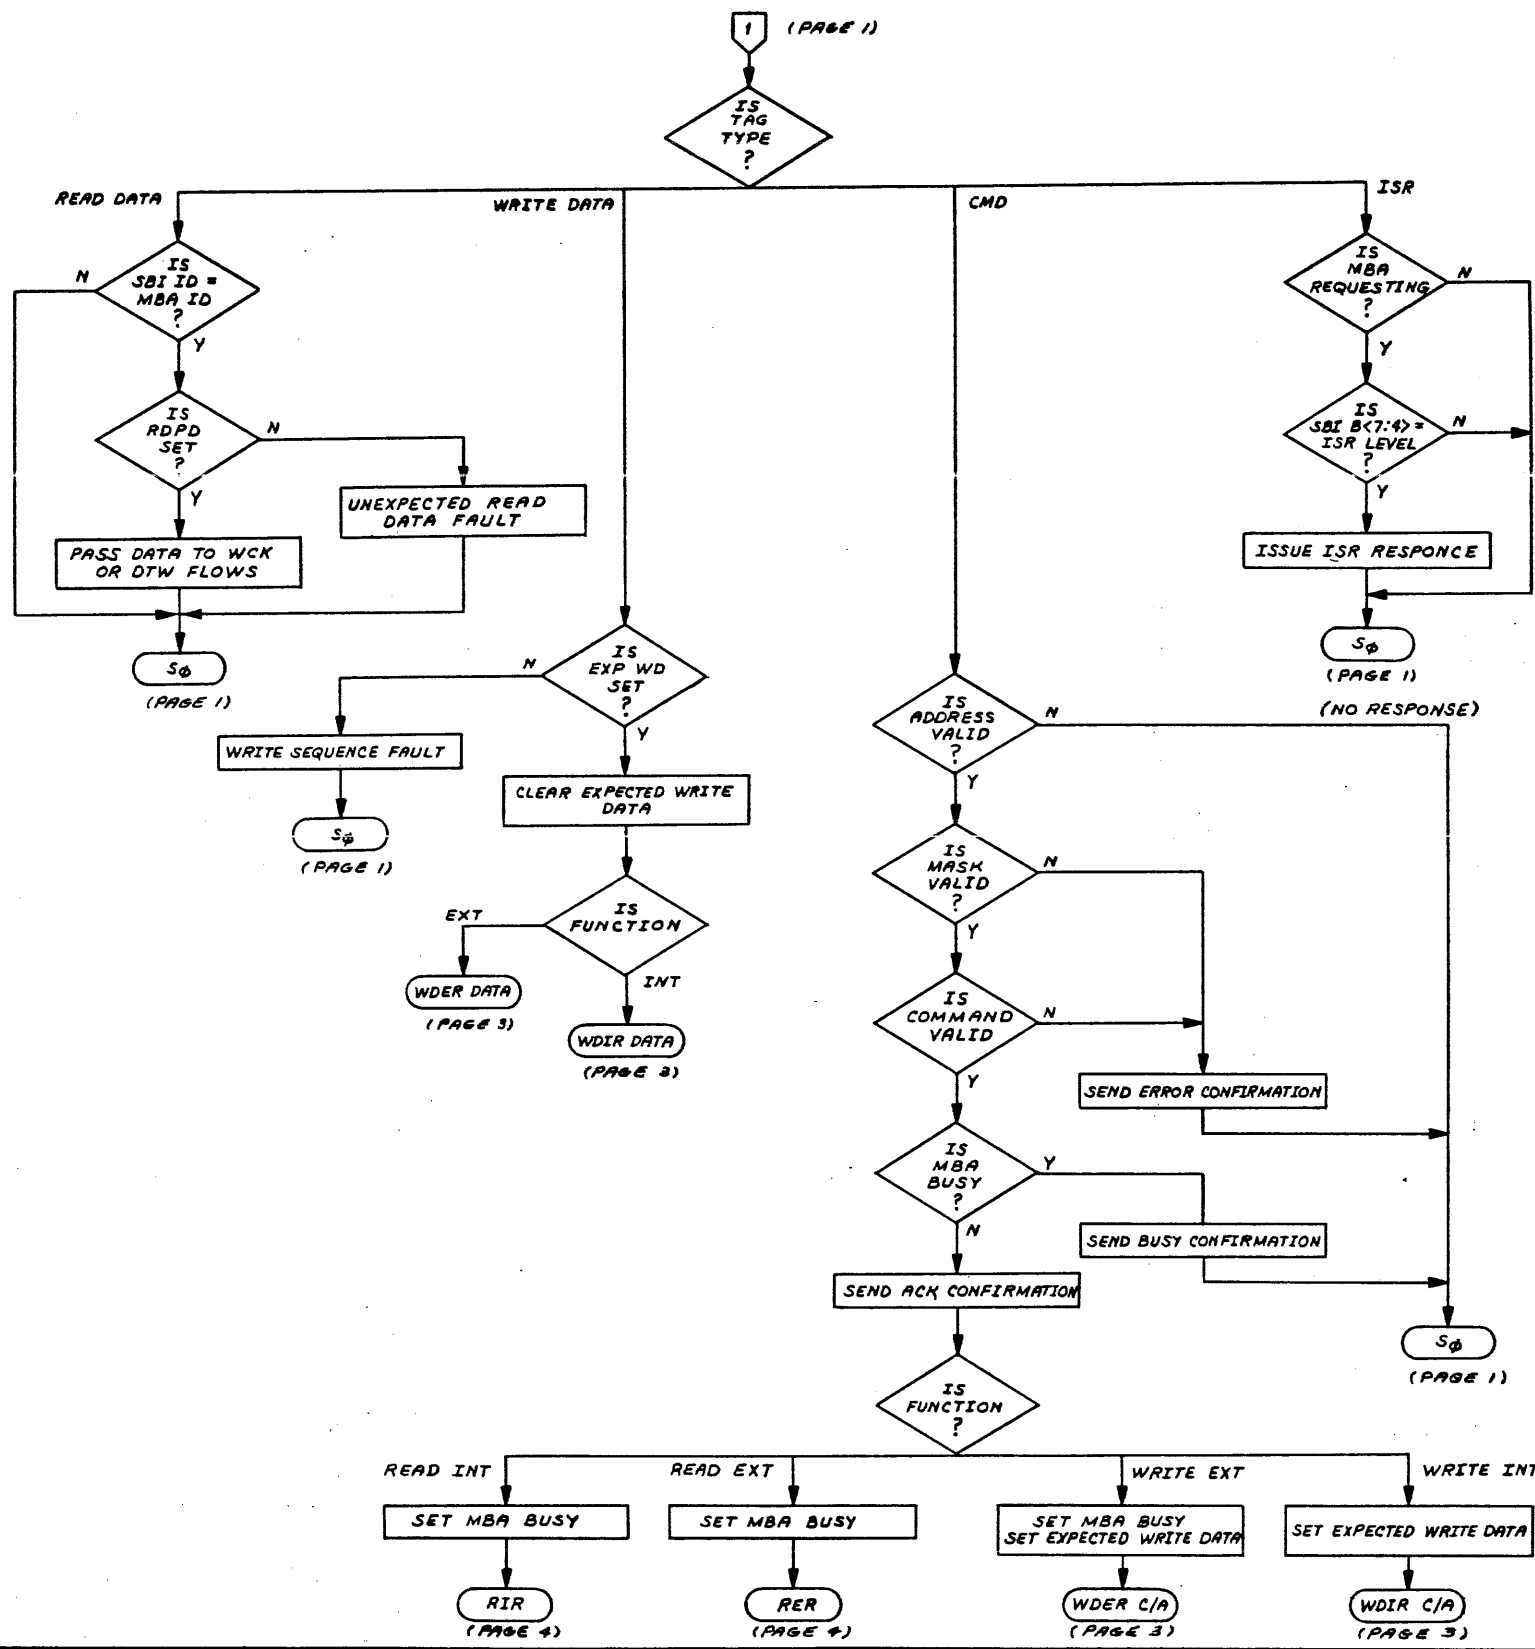 1 (PAGE 1)
IS
TAG
TYPE
?
READ DATA
WRITE DATA
CMD
ISR
IS
SBI ID =
MBA ID
?
N
Y
IS
RDPD
SET
?
N
Y
UNEXPECTED READ
DATA FAULT
PASS DATA TO WCK
OR DTW FLOWS
SØ
(PAGE 1)
IS
MBA
REQUESTING
?
N
Y
IS
SBI B<7:4> =
ISR LEVEL
?
N
Y
ISSUE ISR RESPONCE
SØ
(PAGE 1)
(NO RESPONSE)
IS
EXP WD
SET
?
N
Y
WRITE SEQUENCE FAULT
SØ
(PAGE 1)
CLEAR EXPECTED WRITE
DATA
IS
FUNCTION
EXT
INT
WDER DATA
(PAGE 3)
WDIR DATA
(PAGE 3)
IS
ADDRESS
VALID
?
N
Y
IS
MASK
VALID
?
N
Y
IS
COMMAND
VALID
N
Y
SEND ERROR CONFIRMATION
IS
MBA
BUSY
?
Y
N
SEND BUSY CONFIRMATION
SEND ACK CONFIRMATION
SØ
(PAGE 1)
IS
FUNCTION
?
READ INT
READ EXT
WRITE EXT
WRITE INT
SET MBA BUSY
SET MBA BUSY
SET MBA BUSY
SET EXPECTED WRITE DATA
SET EXPECTED WRITE DATA
RIR
(PAGE 4)
RER
(PAGE 4)
WDER C/A
(PAGE 3)
WDIR C/A
(PAGE 3)